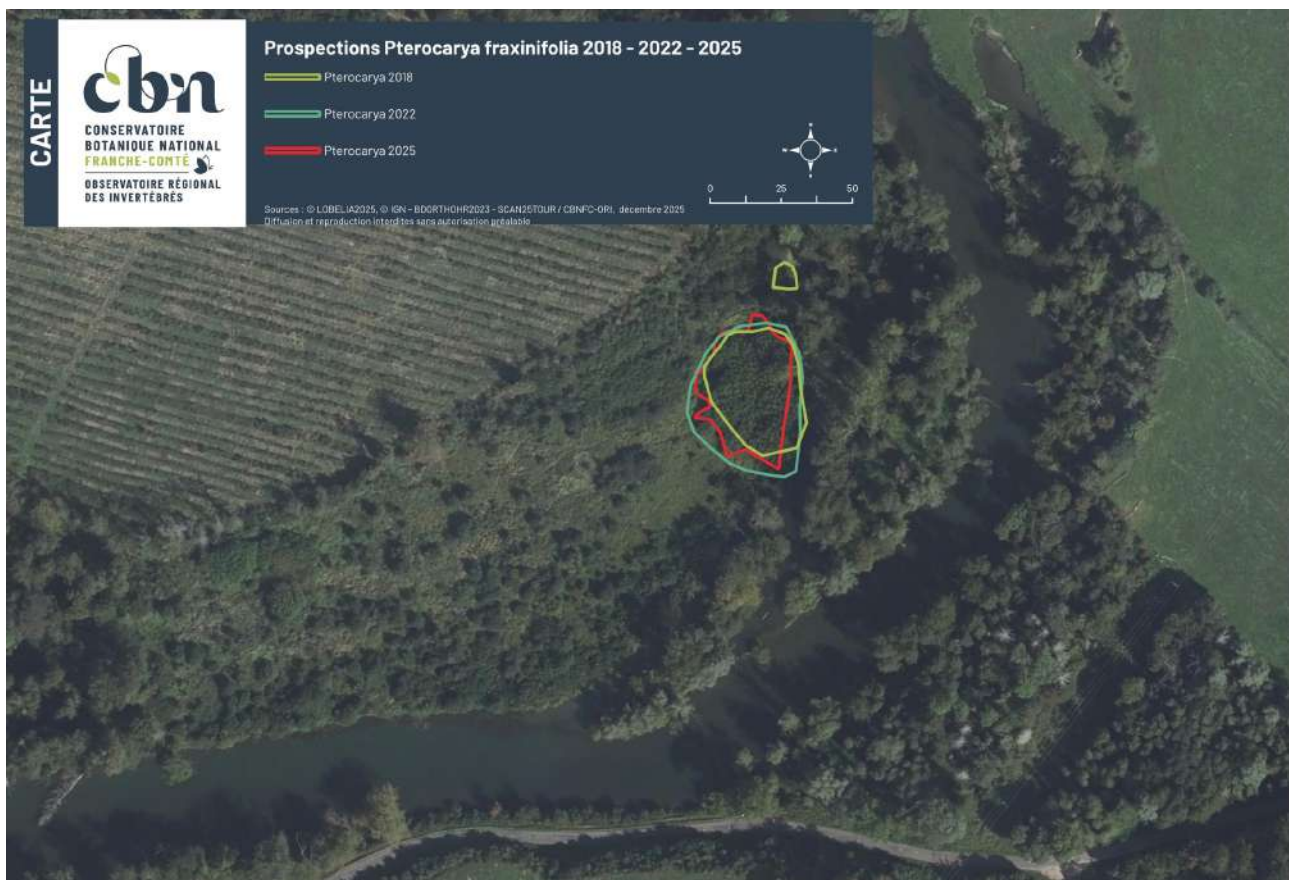 CARTE
cbn
CONSERVATOIRE
BOTANIQUE NATIONAL
FRANCHE-COMTÉ
OBSERVATOIRE RÉGIONAL
DES INVERTÉBRÉS
Prospections Pterocarya fraxinifolia 2018 - 2022 - 2025
Pterocarya 2018
Pterocarya 2022
Pterocarya 2025
0 25 50
Sources : © LOBELIA2025, © IGN - BDORTHOHR2023 - SCAN25TOUR / CBNFC-ORI, décembre 2025
Diffusion et reproduction interdites sans autorisation préalable